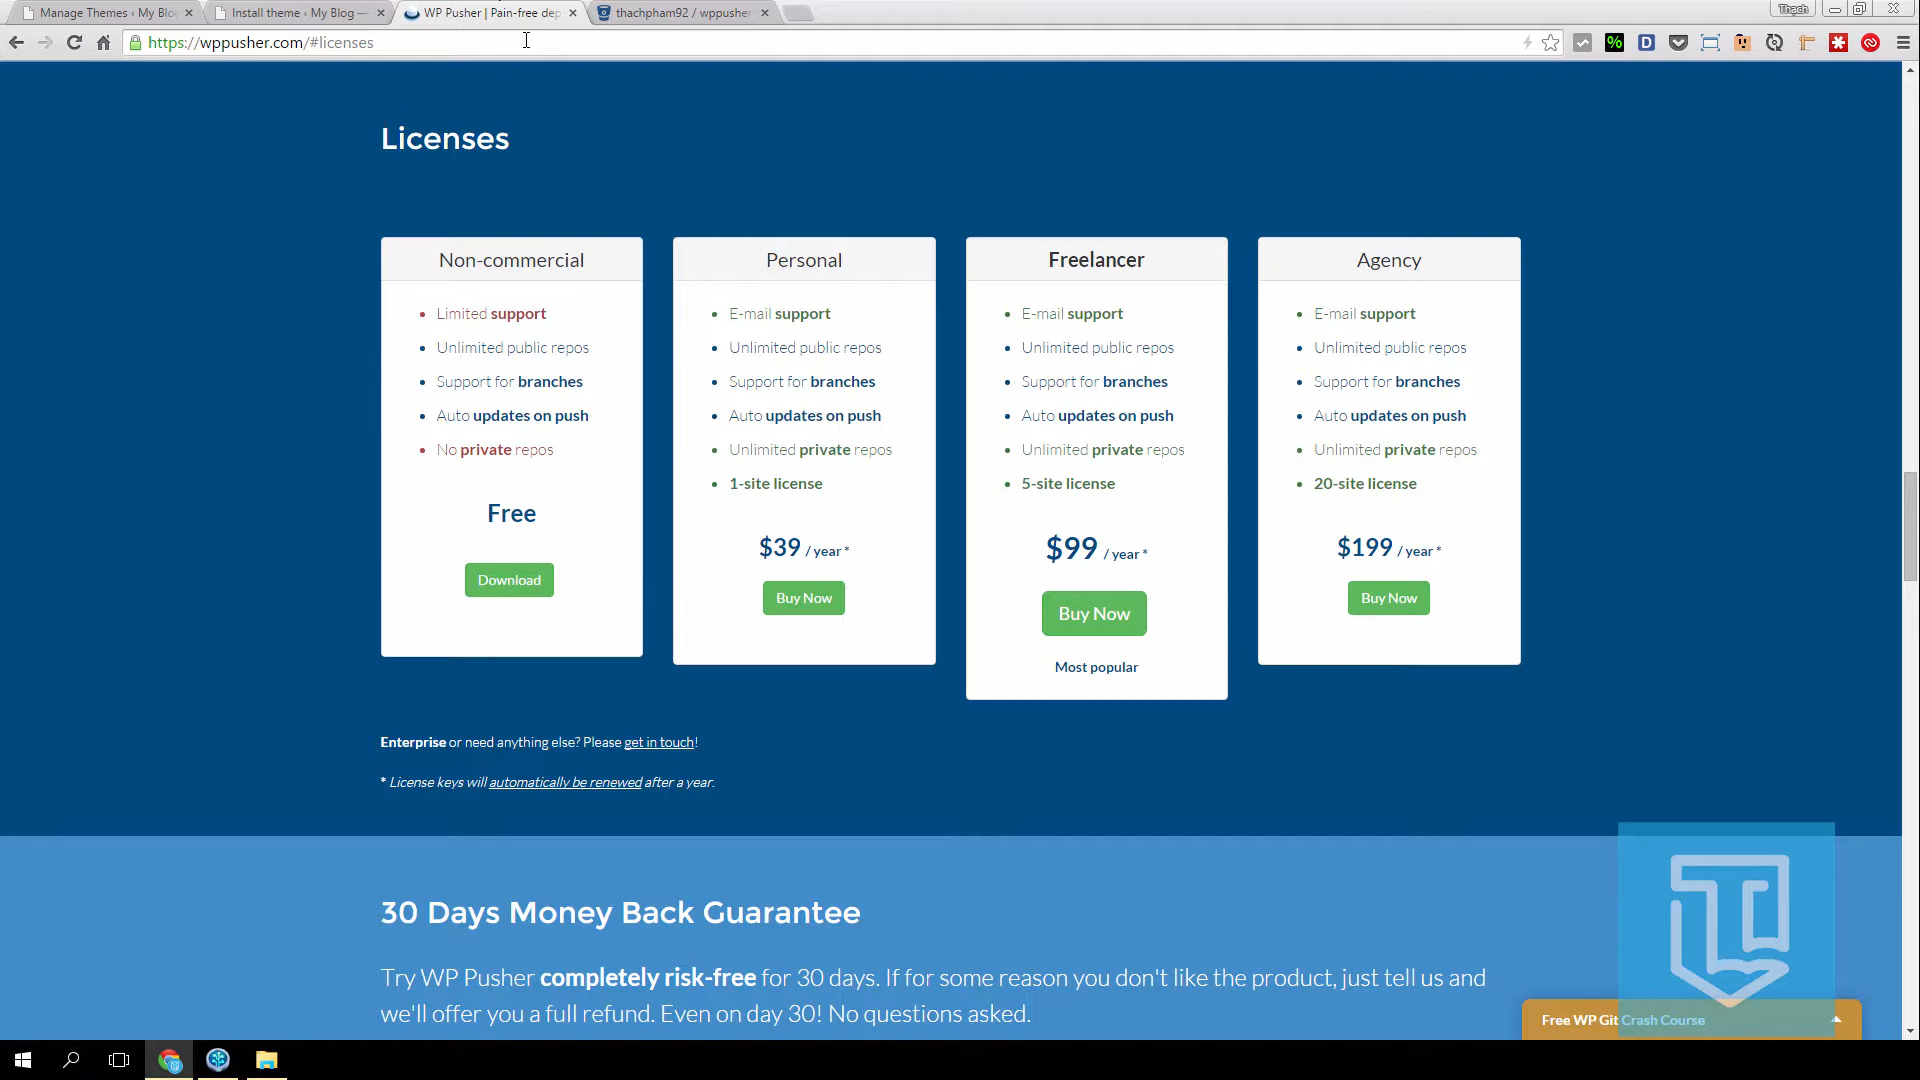 Manage Themes ‹ My Blo
Install theme ‹ My Blog —
WP Pusher | Pain-free dep
thachpham92 / wppusher
Thach
https://wppusher.com/#licenses
Licenses
Non-commercial
Limited support
Unlimited public repos
Support for branches
Auto updates on push
No private repos
Free
Download
Personal
E-mail support
Unlimited public repos
Support for branches
Auto updates on push
Unlimited private repos
1-site license
$39 / year *
Buy Now
Freelancer
E-mail support
Unlimited public repos
Support for branches
Auto updates on push
Unlimited private repos
5-site license
$99 / year *
Buy Now
Most popular
Agency
E-mail support
Unlimited public repos
Support for branches
Auto updates on push
Unlimited private repos
20-site license
$199 / year *
Buy Now
Enterprise or need anything else? Please get in touch!
* License keys will automatically be renewed after a year.
30 Days Money Back Guarantee
Try WP Pusher completely risk-free for 30 days. If for some reason you don't like the product, just tell us and
we'll offer you a full refund. Even on day 30! No questions asked.
Free WP Git Crash Course